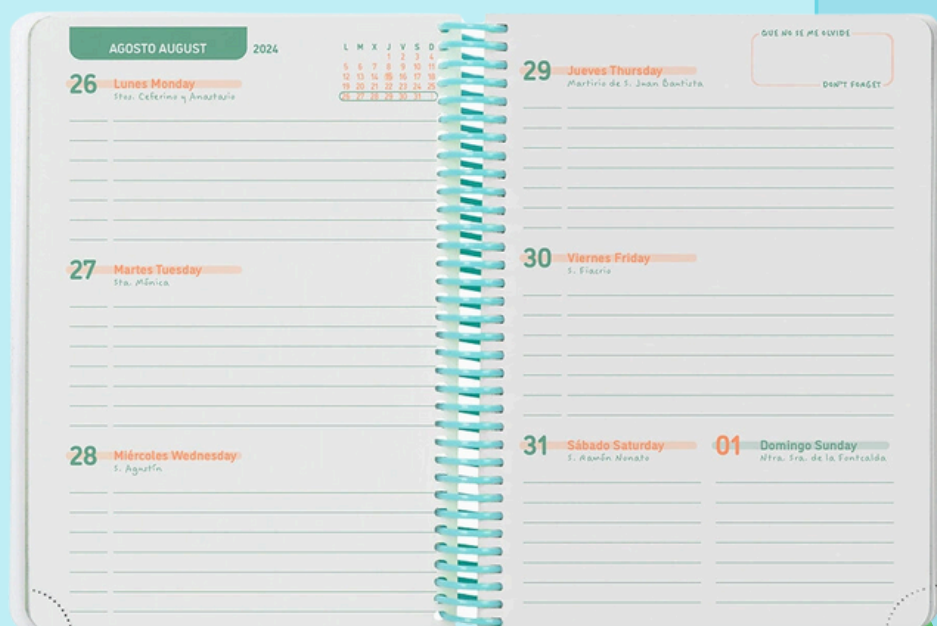 AGOSTO AUGUST 2024
L M X J V S D
1 2 3 4
5 6 7 8 9 10 11
12 13 14 15 16 17 18
19 20 21 22 23 24 25
26 27 28 29 30 31
26 Lunes Monday
Stos. Ceferino y Anastasio
27 Martes Tuesday
Sta. Mónica
28 Miércoles Wednesday
S. Agustín
QUE NO SE ME OLVIDE
DON'T FORGET
29 Jueves Thursday
Martirio de S. Juan Bautista
30 Viernes Friday
S. Fiacrio
31 Sábado Saturday
S. Ramón Nonato
01 Domingo Sunday
Ntra. Sra. de la Fontcalda